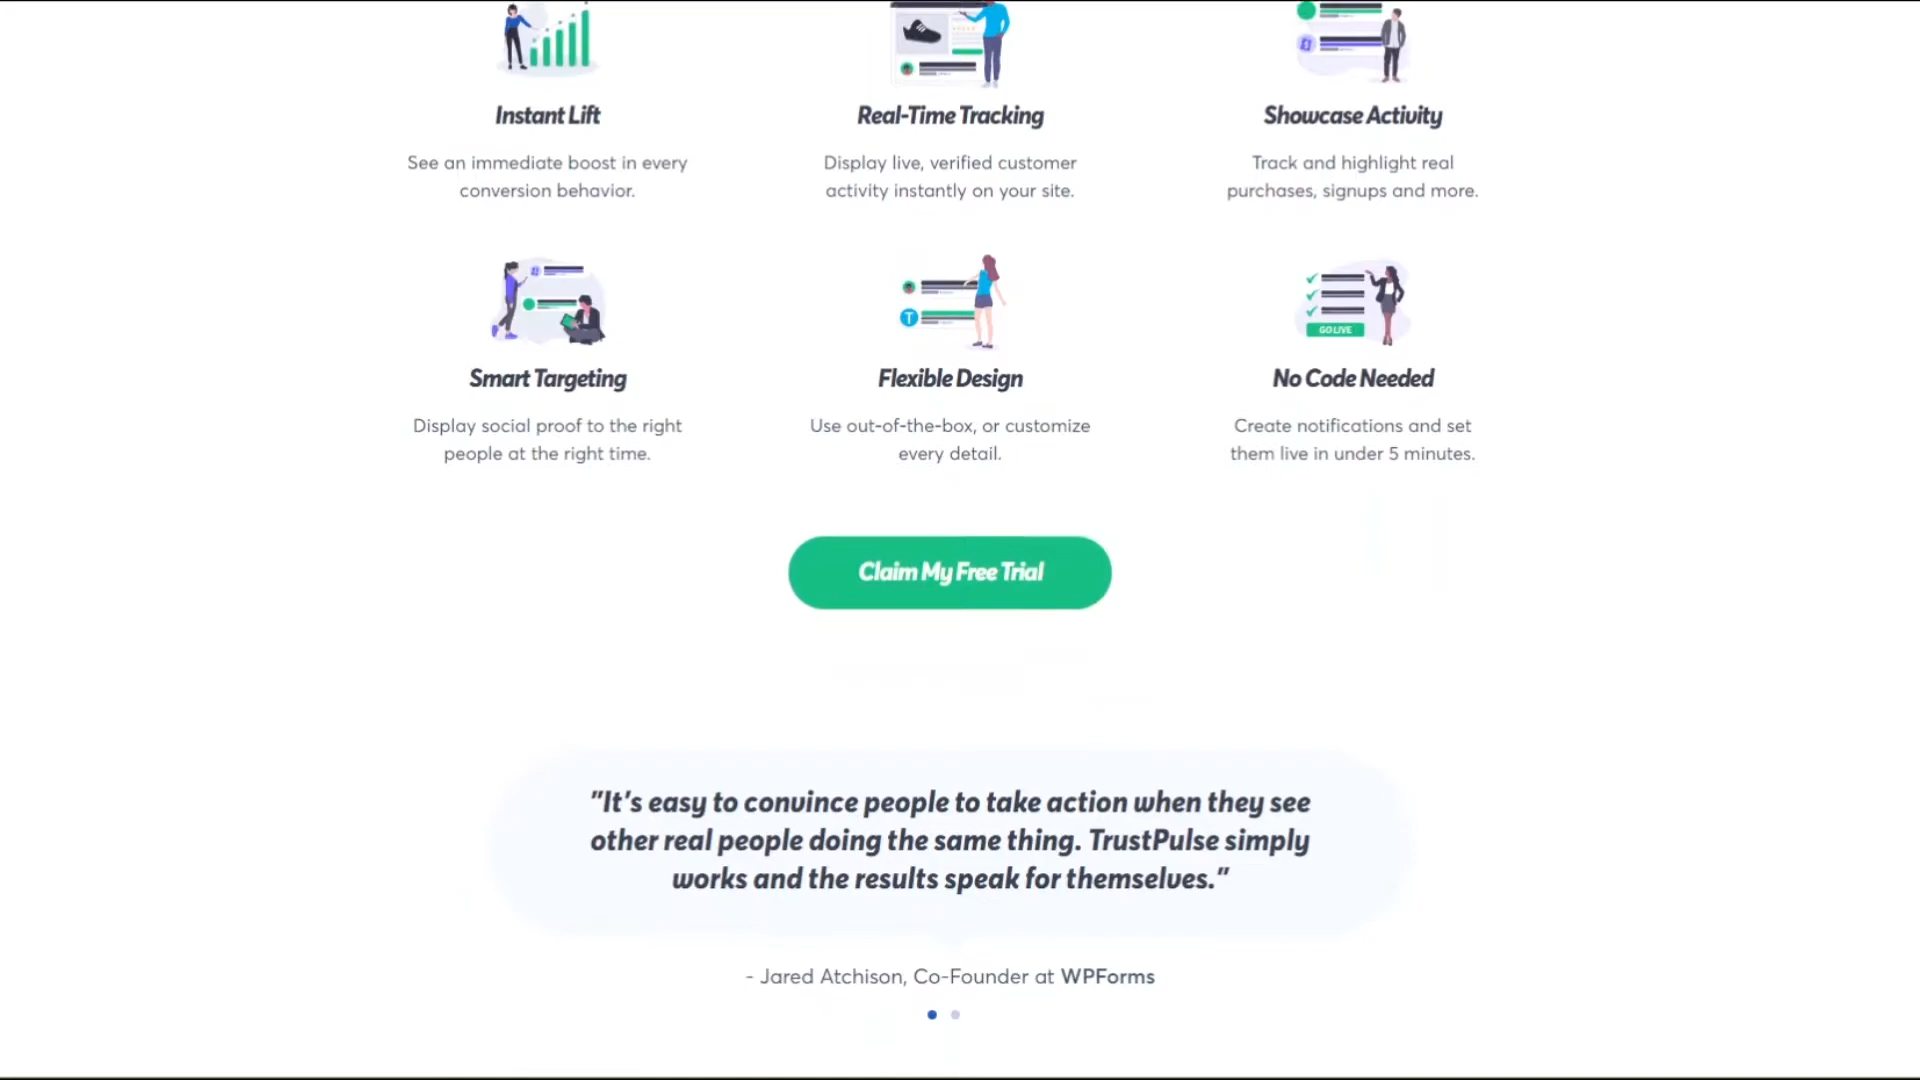 Instant Lift
See an immediate boost in every
conversion behavior.
Real-Time Tracking
Display live, verified customer
activity instantly on your site.
Showcase Activity
Track and highlight real
purchases, signups and more.
Smart Targeting
Display social proof to the right
people at the right time.
T
Flexible Design
Use out-of-the-box, or customize
every detail.
GO LIVE
No Code Needed
Create notifications and set
them live in under 5 minutes.
Claim My Free Trial
"It's easy to convince people to take action when they see
other real people doing the same thing. TrustPulse simply
works and the results speak for themselves."
- Jared Atchison, Co-Founder at WPForms